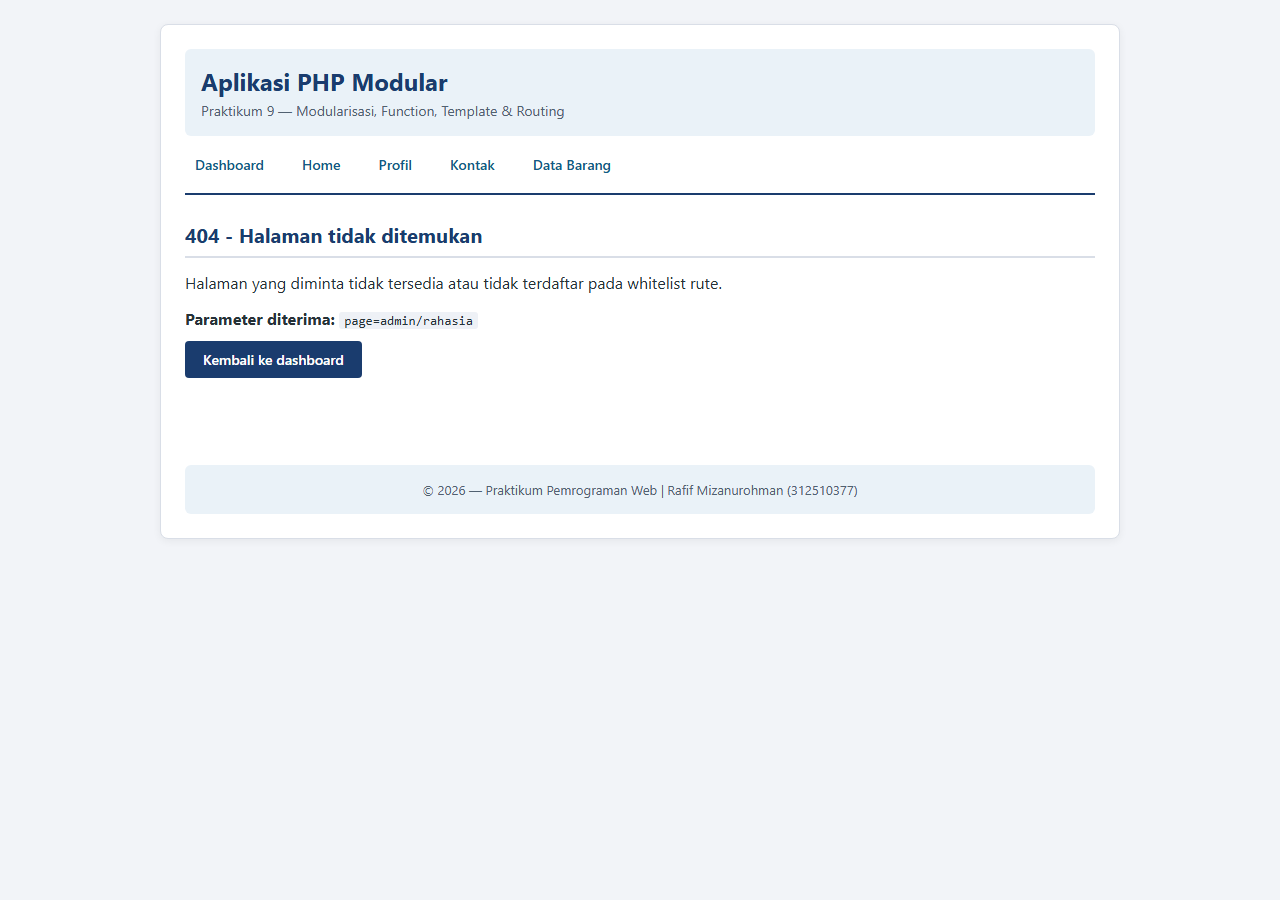 Aplikasi PHP Modular
Praktikum 9 — Modularisasi, Function, Template & Routing
Dashboard Home Profil Kontak Data Barang
404 - Halaman tidak ditemukan
Halaman yang diminta tidak tersedia atau tidak terdaftar pada whitelist rute.
Parameter diterima: page=admin/rahasia
Kembali ke dashboard
© 2026 — Praktikum Pemrograman Web | Rafif Mizanurohman (312510377)